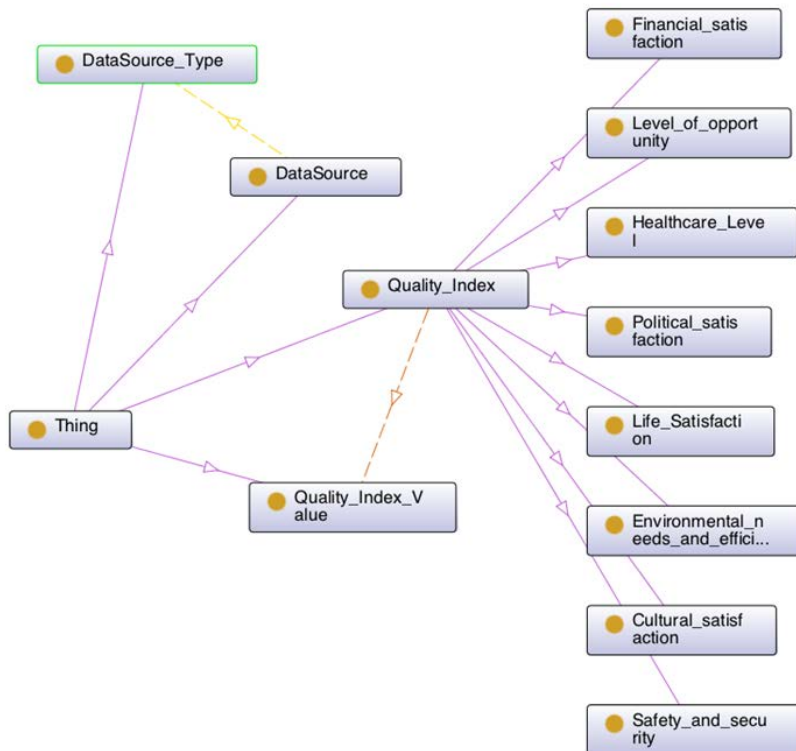 Financial_satis
faction
DataSource_Type
Level_of_opport
unity
DataSource
Healthcare_Leve
l
Quality_Index
Political_satis
faction
Thing
Life_Satisfacti
on
Quality_Index_V
alue
Environmental_n
eeds_and_effici...
Cultural_satisf
action
Safety_and_secu
rity